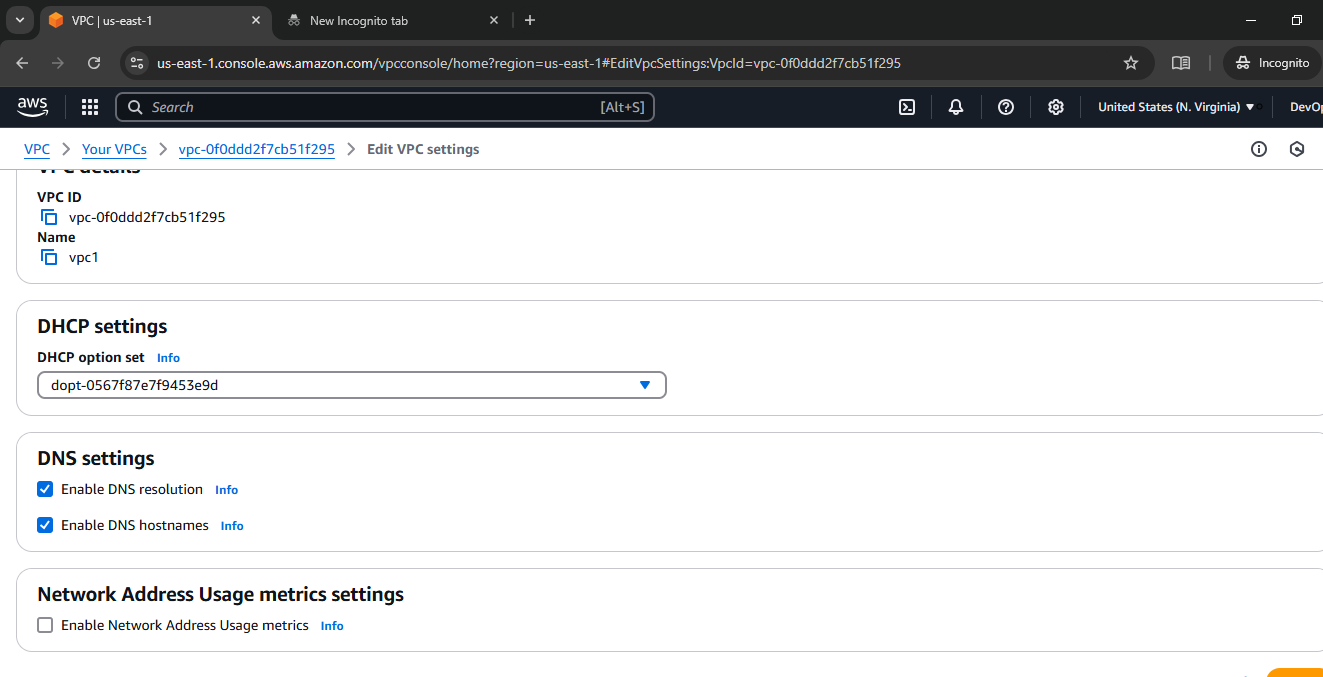 VPC | us-east-1
New Incognito tab
us-east-1.console.aws.amazon.com/vpcconsole/home?region=us-east-1#EditVpcSettings:VpcId=vpc-0f0ddd2f7cb51f295
Incognito
aws
Search
[Alt+S]
United States (N. Virginia)
DevOp
VPC
Your VPCs
vpc-0f0ddd2f7cb51f295
Edit VPC settings
VPC details
VPC ID
vpc-0f0ddd2f7cb51f295
Name
vpc1
DHCP settings
DHCP option set Info
dopt-0567f87e7f9453e9d
DNS settings
Enable DNS resolution Info
Enable DNS hostnames Info
Network Address Usage metrics settings
Enable Network Address Usage metrics Info